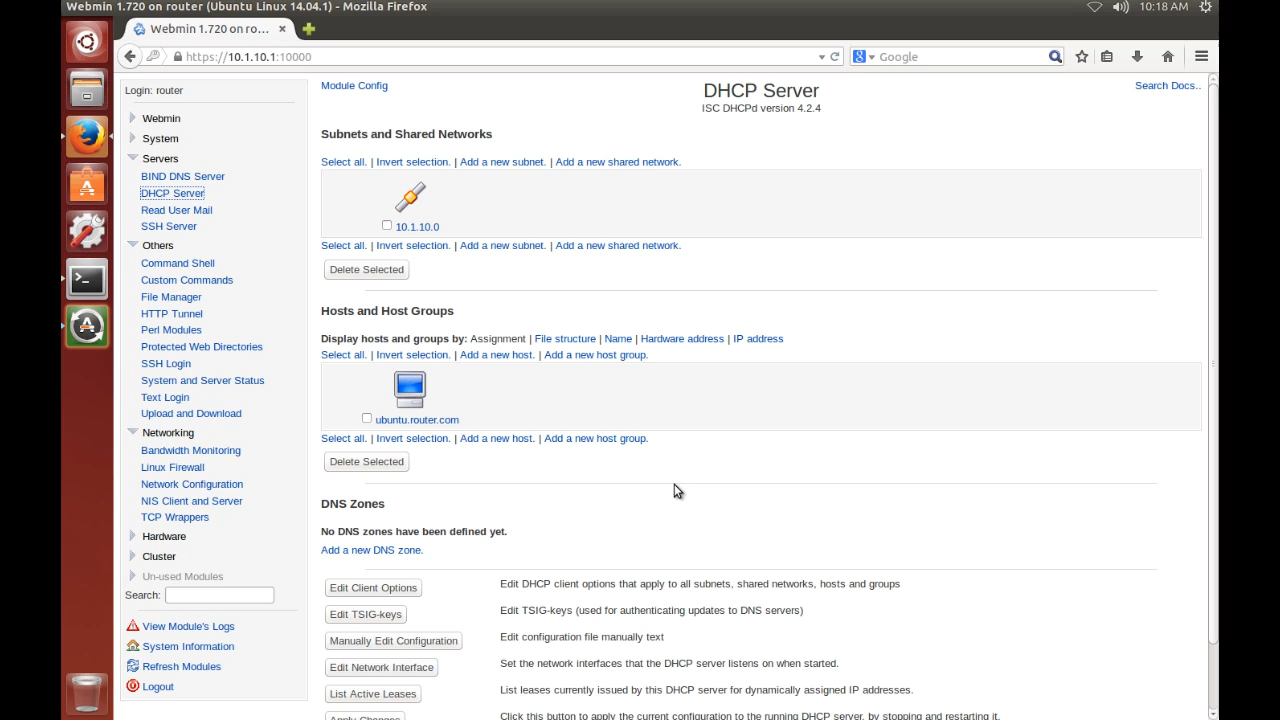 Webmin 1.720 on router (Ubuntu Linux 14.04.1) - Mozilla Firefox
10:18 AM
Webmin 1.720 on ro...
https://10.1.10.1:10000
Google
Login: router
Webmin
System
Servers
BIND DNS Server
DHCP Server
Read User Mail
SSH Server
Others
Command Shell
Custom Commands
File Manager
HTTP Tunnel
Perl Modules
Protected Web Directories
SSH Login
System and Server Status
Text Login
Upload and Download
Networking
Bandwidth Monitoring
Linux Firewall
Network Configuration
NIS Client and Server
TCP Wrappers
Hardware
Cluster
Un-used Modules
Search:
View Module's Logs
System Information
Refresh Modules
Logout
Module Config
DHCP Server
Search Docs..
ISC DHCPd version 4.2.4
Subnets and Shared Networks
Select all. | Invert selection. | Add a new subnet. | Add a new shared network.
10.1.10.0
Select all. | Invert selection. | Add a new subnet. | Add a new shared network.
Delete Selected
Hosts and Host Groups
Display hosts and groups by: Assignment | File structure | Name | Hardware address | IP address
Select all. | Invert selection. | Add a new host. | Add a new host group.
ubuntu.router.com
Select all. | Invert selection. | Add a new host. | Add a new host group.
Delete Selected
DNS Zones
No DNS zones have been defined yet.
Add a new DNS zone.
Edit Client Options Edit DHCP client options that apply to all subnets, shared networks, hosts and groups
Edit TSIG-keys Edit TSIG-keys (used for authenticating updates to DNS servers)
Manually Edit Configuration Edit configuration file manually text
Edit Network Interface Set the network interfaces that the DHCP server listens on when started.
List Active Leases List leases currently issued by this DHCP server for dynamically assigned IP addresses.
Apply Changes Click this button to apply the current configuration to the running DHCP server, by stopping and restarting it.